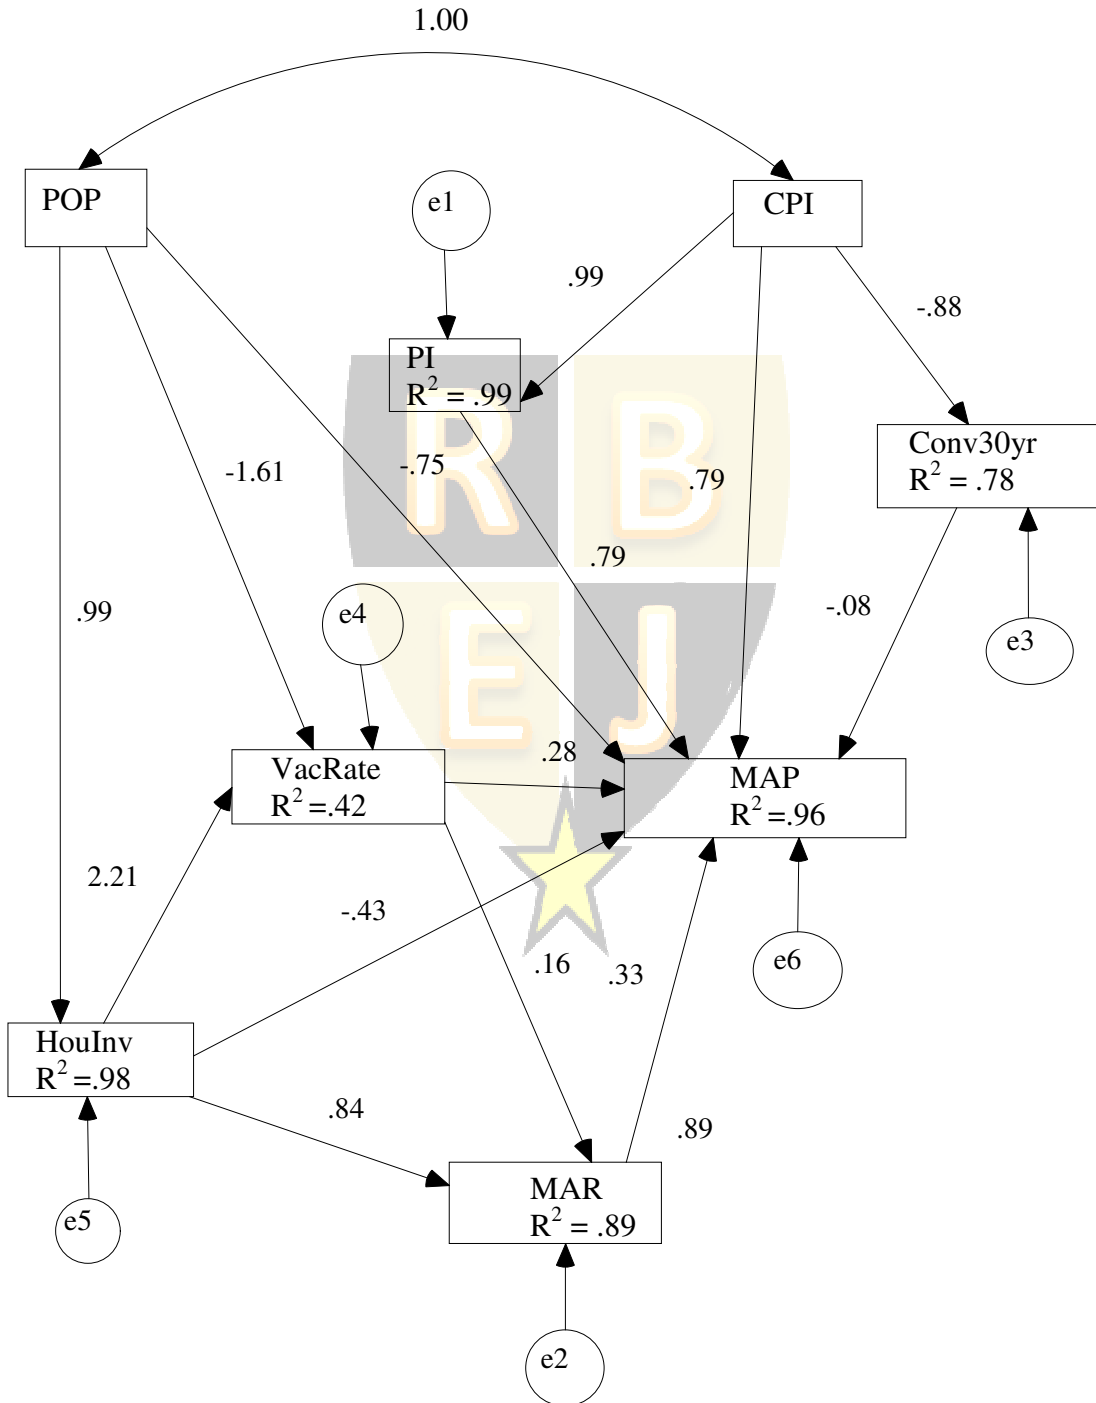 1.00
POP
e1
CPI
.99
-.88
PI
R² = .99
Conv30yr
R² = .78
-1.61
-.75
.79
.79
.99
e4
-.08
e3
R B
E J
VacRate
R² =.42
.28
MAP
R² =.96
2.21
-.43
.16
.33
e6
HouInv
R² =.98
.84
.89
MAR
R² = .89
e5
e2